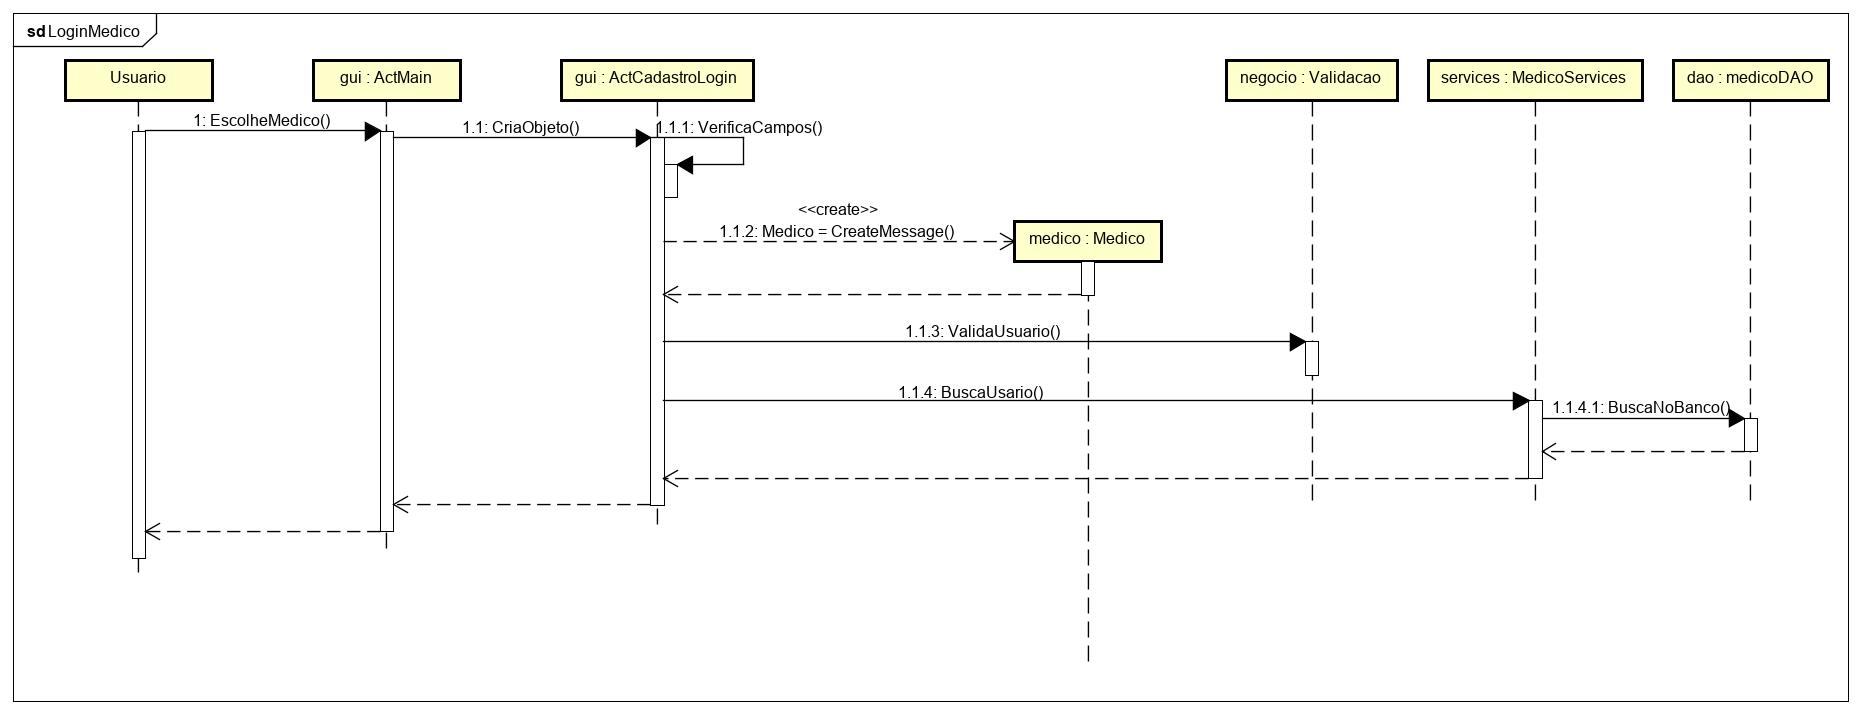 sd LoginMedico
Usuario
gui : ActMain
gui : ActCadastroLogin
negocio : Validacao
services : MedicoServices
dao : medicoDAO
1: EscolheMedico()
1.1: CriaObjeto()
1.1.1: VerificaCampos()
<<create>>
1.1.2: Medico = CreateMessage()
medico : Medico
1.1.3: ValidaUsuario()
1.1.4: BuscaUsario()
1.1.4.1: BuscaNoBanco()